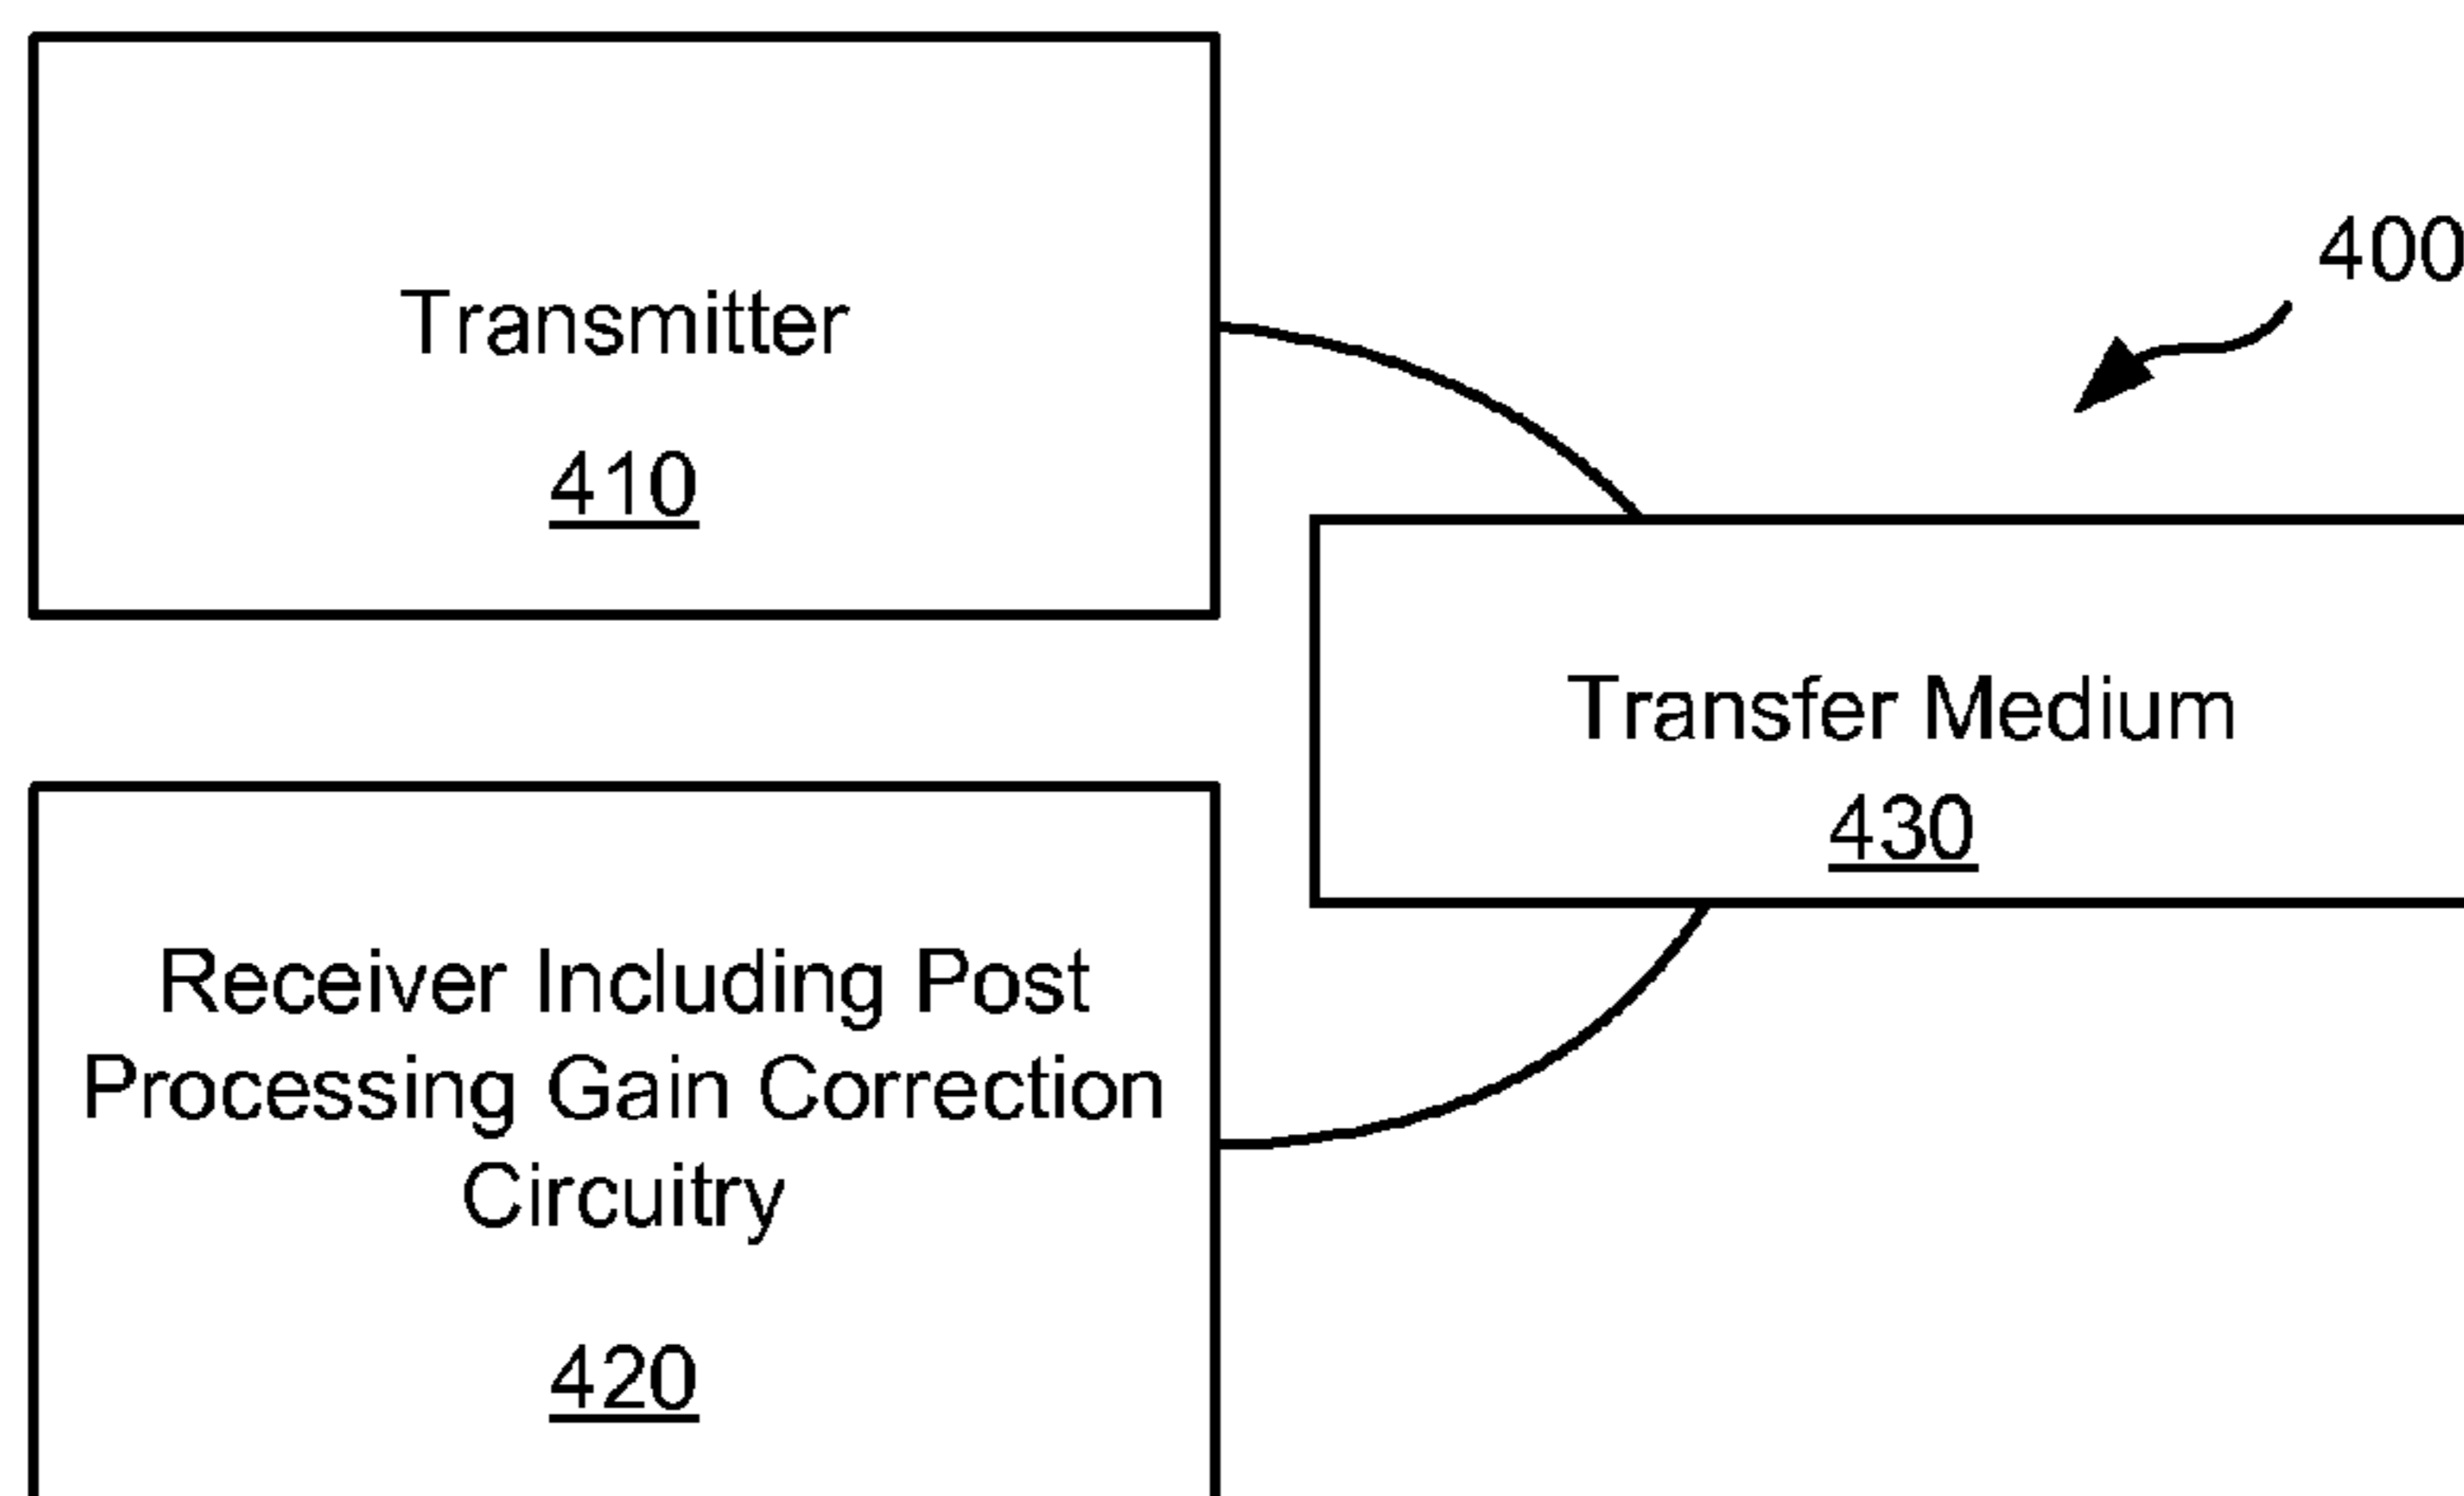 Transmitter
410
400
Transfer Medium
430
Receiver Including Post
Processing Gain Correction
Circuitry
420